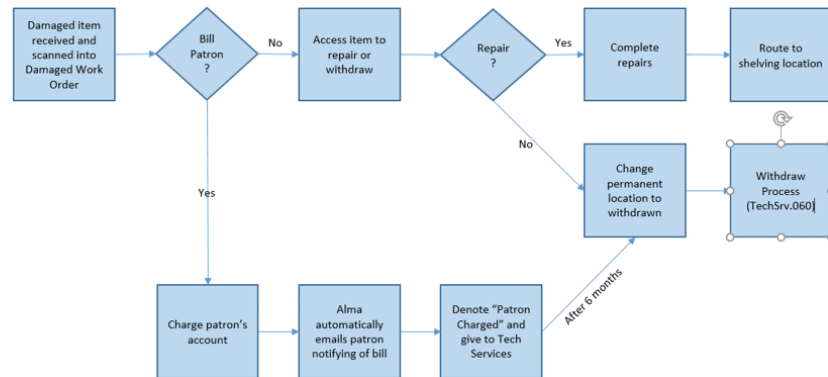 Damaged item
received and
scanned into
Damaged Work
Order
Bill
Patron
?
No
Access item to
repair or
withdraw
Repair
?
Yes
Complete
repairs
Route to
shelving location
No
Change
permanent
location to
withdrawn
Withdraw
Process
(TechSrv.060)
Yes
Charge patron's
account
Alma
automatically
emails patron
notifying of bill
Denote “Patron
Charged” and
give to Tech
Services
After 6 months